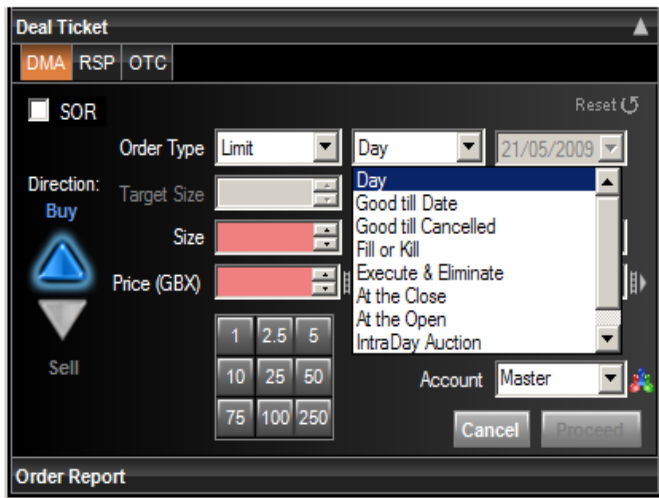 Deal Ticket
DMA RSP OTC
SOR
Reset
Order Type Limit Day 21/05/2009
Direction:
Buy
Target Size
Size
Price (GBX)
Day
Good till Date
Good till Cancelled
Fill or Kill
Execute & Eliminate
At the Close
At the Open
IntraDay Auction
1 2.5 5
10 25 50
75 100 250
Sell
Account Master
Cancel Proceed
Order Report